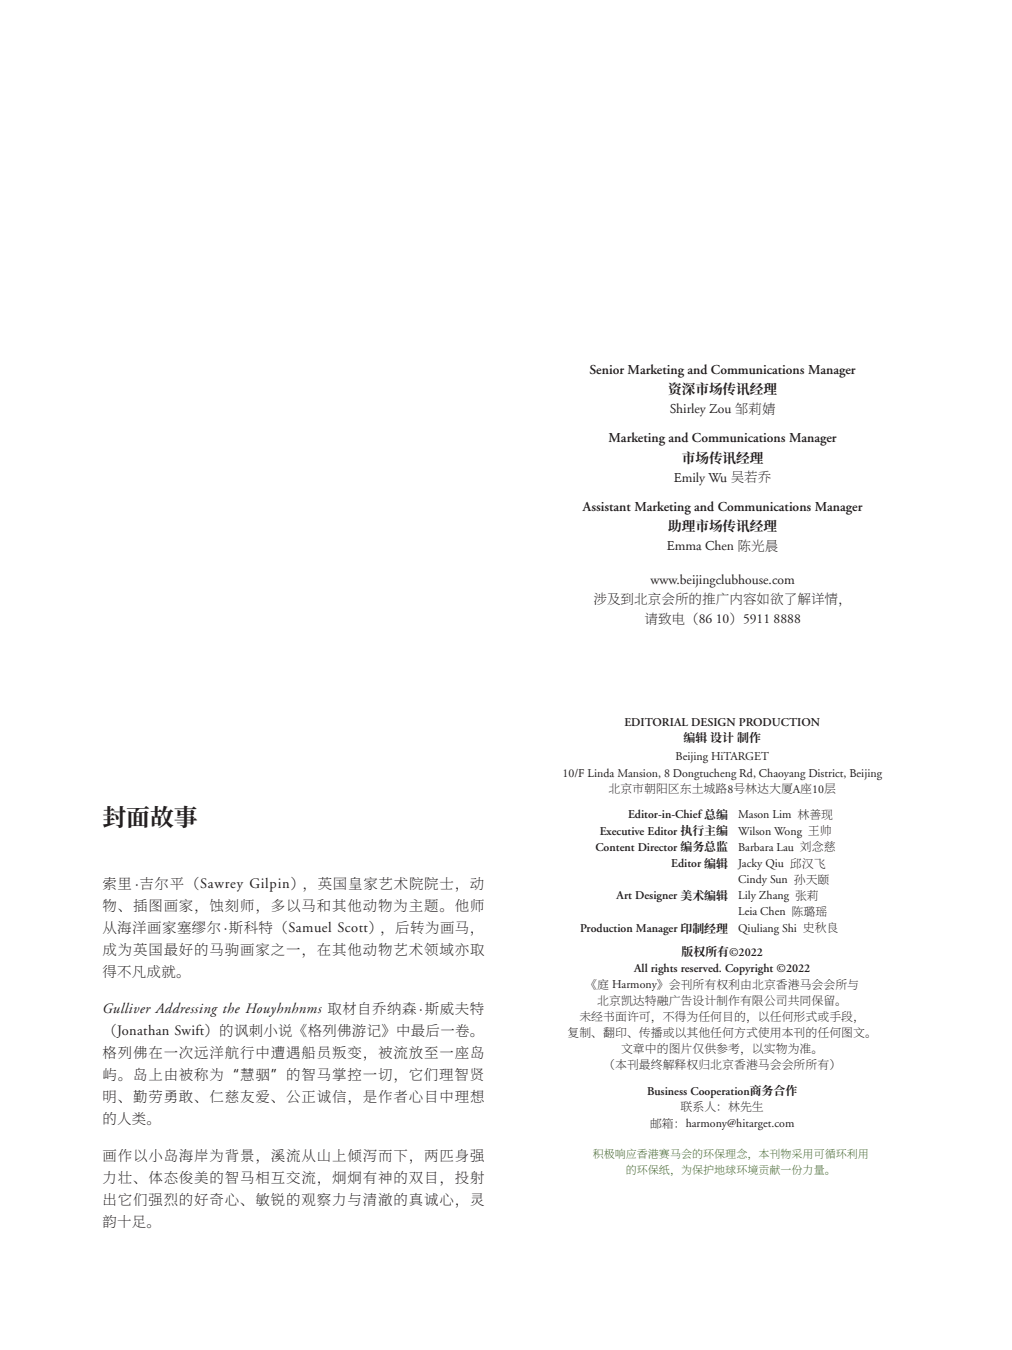 封面故事
索里·吉尔平（Sawrey Gilpin），英国皇家艺术院院士，动
物、插图画家，蚀刻师，多以马和其他动物为主题。他师
从海洋画家塞缪尔·斯科特（Samuel Scott），后转为画马，
成为英国最好的马驹画家之一，在其他动物艺术领域亦取
得不凡成就。
Gulliver Addressing the Houyhnhnms 取材自乔纳森·斯威夫特
（Jonathan Swift）的讽刺小说《格列佛游记》中最后一卷。
格列佛在一次远洋航行中遭遇船员叛变，被流放至一座岛
屿。岛上由被称为“慧骃”的智马掌控一切，它们理智贤
明、勤劳勇敢、仁慈友爱、公正诚信，是作者心目中理想
的人类。
画作以小岛海岸为背景，溪流从山上倾泻而下，两匹身强
力壮、体态俊美的智马相互交流，炯炯有神的双目，投射
出它们强烈的好奇心、敏锐的观察力与清澈的真诚心，灵
韵十足。
Senior Marketing and Communications Manager
资深市场传讯经理
Shirley Zou 邹莉婧
Marketing and Communications Manager
市场传讯经理
Emily Wu 吴若乔
Assistant Marketing and Communications Manager
助理市场传讯经理
Emma Chen 陈光晨
www.beijingclubhouse.com
涉及到北京会所的推广内容如欲了解详情，
请致电（86 10）5911 8888
EDITORIAL DESIGN PRODUCTION
编辑 设计 制作
Beijing HiTARGET
10/F Linda Mansion, 8 Dongtucheng Rd, Chaoyang District, Beijing
北京市朝阳区东土城路8号林达大厦A座10层
Editor-in-Chief 总编 Mason Lim 林善现
Executive Editor 执行主编 Wilson Wong 王帅
Content Director 编务总监 Barbara Lau 刘念慈
Editor 编辑 Jacky Qiu 邱汉飞
Cindy Sun 孙天颐
Art Designer 美术编辑 Lily Zhang 张莉
Leia Chen 陈璐瑶
Production Manager 印制经理 Qiuliang Shi 史秋良
版权所有©2022
All rights reserved. Copyright ©2022
《庭 Harmony》会刊所有权利由北京香港马会会所与
北京凯达特融广告设计制作有限公司共同保留。
未经书面许可，不得为任何目的，以任何形式或手段，
复制、翻印、传播或以其他任何方式使用本刊的任何图文。
文章中的图片仅供参考，以实物为准。
（本刊最终解释权归北京香港马会会所所有）
Business Cooperation商务合作
联系人：林先生
邮箱：harmony@hitarget.com
积极响应香港赛马会的环保理念，本刊物采用可循环利用
的环保纸，为保护地球环境贡献一份力量。